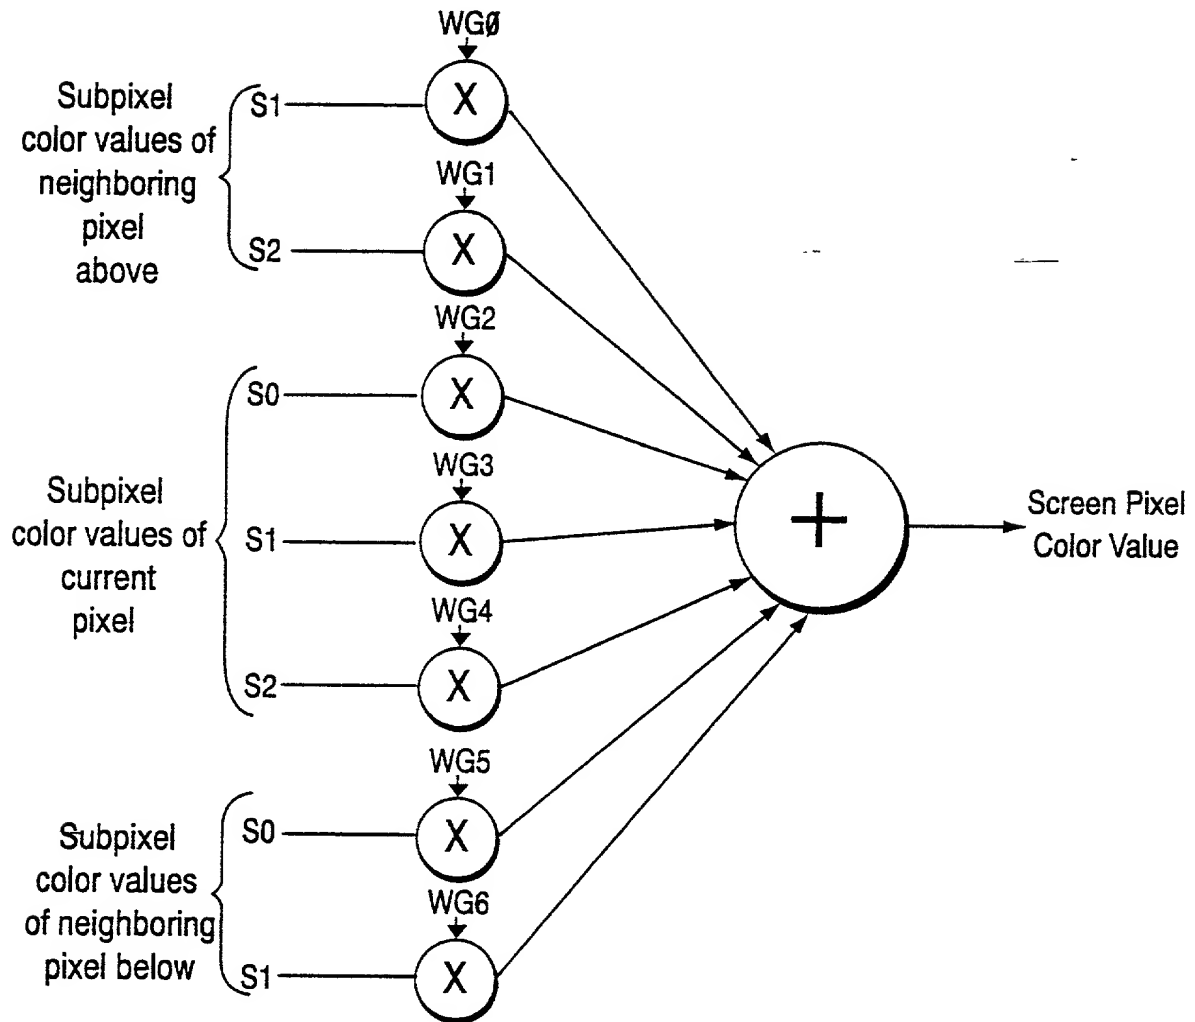 WG0
Subpixel
color values of
neighboring
pixel
above
S1
X
WG1
S2
X
WG2
Subpixel
color values of
current
pixel
S0
X
WG3
S1
X
WG4
S2
X
+
Screen Pixel
Color Value
WG5
Subpixel
color values
of neighboring
pixel below
S0
X
WG6
S1
X